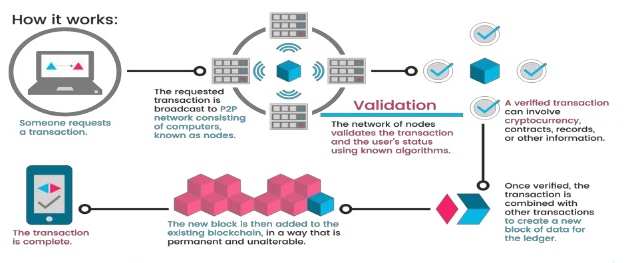 How it works:
Someone requests
a transaction.
The requested
transaction is
broadcast to P2P
network consisting
of computers,
known as nodes.
Validation
The network of nodes
validates the transaction
and the user's status
using known algorithms.
A verified transaction
can involve
cryptocurrency,
contracts, records,
or other information.
Once verified, the
transaction is
combined with
other transactions
to create a new
block of data for
the ledger.
The new block is then added to the
existing blockchain, in a way that is
permanent and unalterable.
The transaction
is complete.